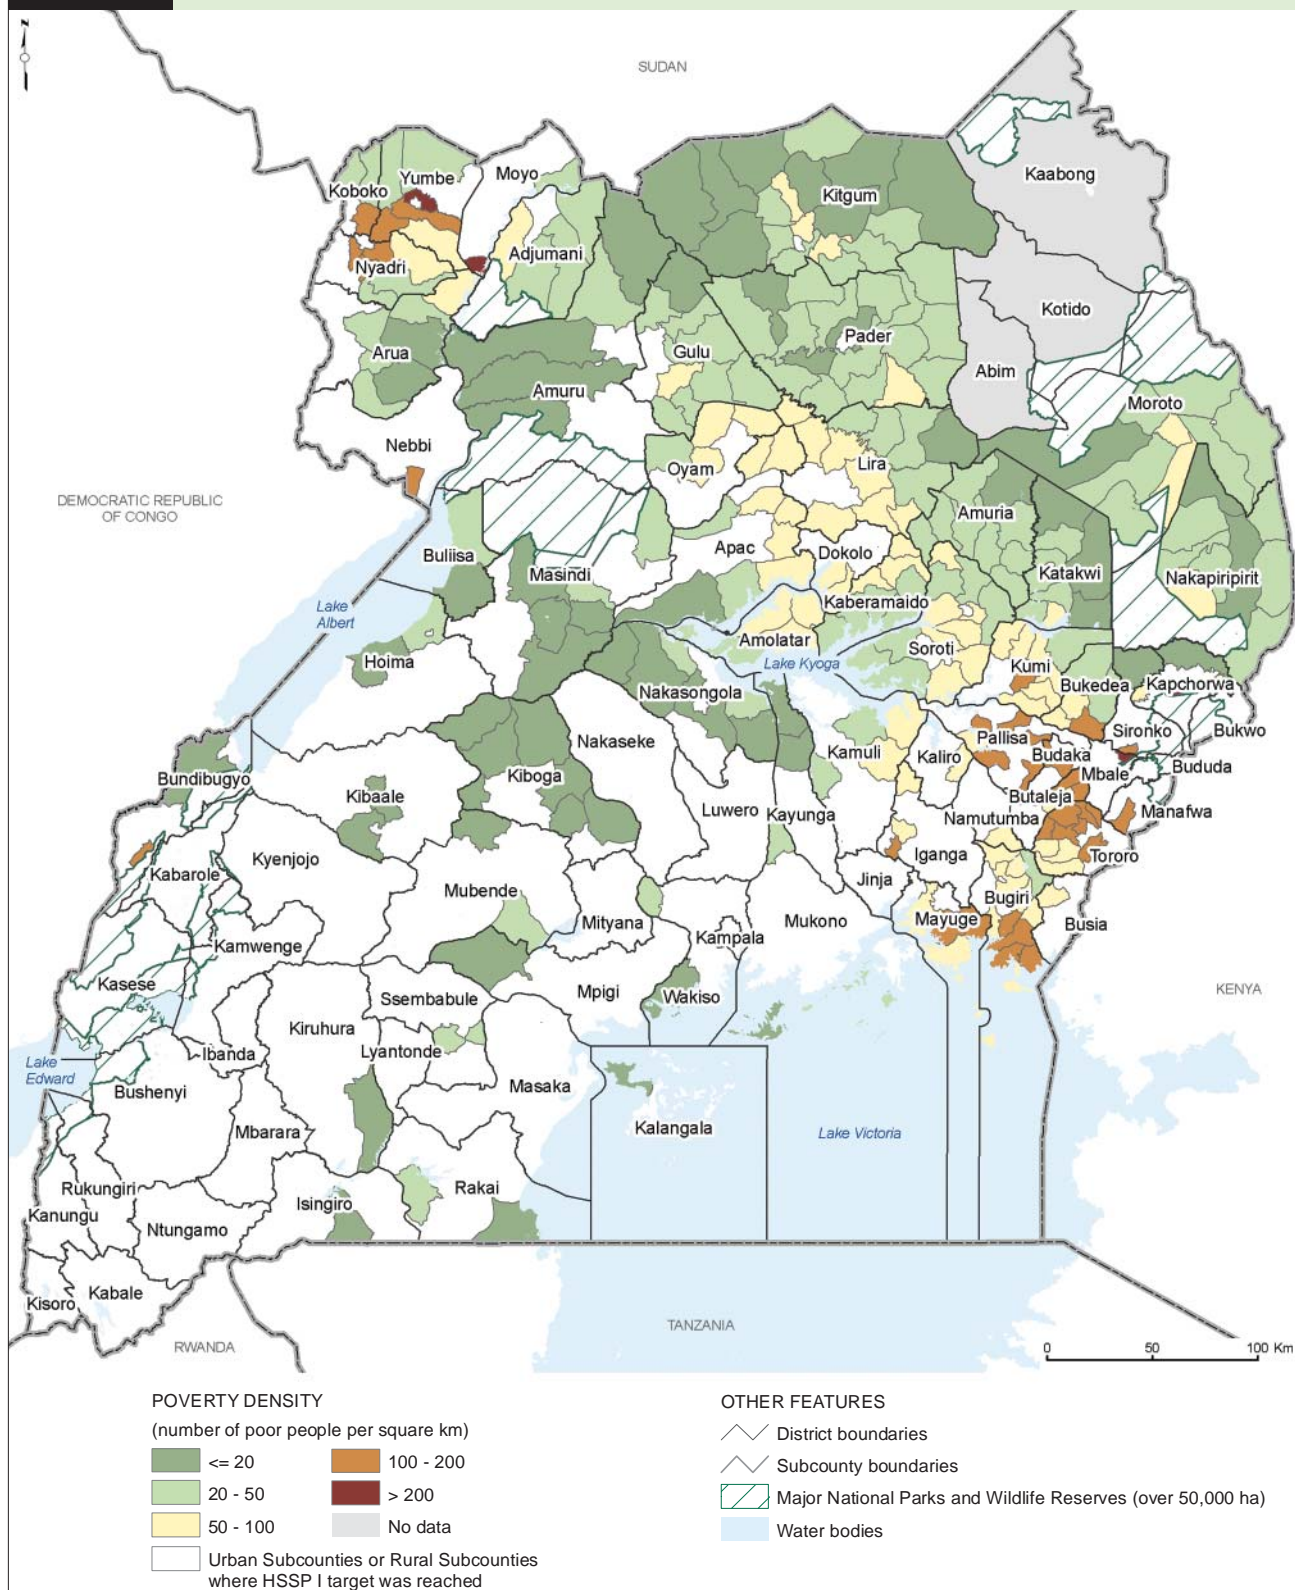 N
SUDAN
Kaabong
Moyo
Yumbe
Koboko
Kitgum
Adjumani
Nyadri
Kotido
Pader
Gulu
Arua
Abim
Amuru
Moroto
Nebbi
Lira
Oyam
DEMOCRATIC REPUBLIC
OF CONGO
Amuria
Apac
Dokolo
Buliisa
Masindi
Katakwi
Nakapiripirit
Kaberamaido
Lake
Albert
Amolatar
Soroti
Lake Kyoga
Hoima
Kumi
Bukedea
Kapchorwa
Nakasongola
Sironko
Bukwo
Pallisa
Nakaseke
Kamuli
Kaliro
Budaka
Mbale
Bududa
Kiboga
Bundibugyo
Kibaale
Butaleja
Luwero
Kayunga
Namutumba
Manafwa
Kyenjojo
Iganga
Tororo
Kabarole
Jinja
Mubende
Bugiri
Mityana
Mukono
Mayuge
Busia
Kampala
Kamwenge
Kasese
KENYA
Ssembabule
Mpigi
Wakiso
Kiruhura
Ibanda
Lyantonde
Lake
Edward
Masaka
Bushenyi
Kalangala
Mbarara
Lake Victoria
Rukungiri
Rakai
Isingiro
Kanungu
Ntungamo
Kabale
Kisoro
TANZANIA
RWANDA
0 50 100 Km
POVERTY DENSITY
(number of poor people per square km)
<= 20
20 - 50
50 - 100
100 - 200
> 200
No data
Urban Subcounties or Rural Subcounties
where HSSP I target was reached
OTHER FEATURES
District boundaries
Subcounty boundaries
Major National Parks and Wildlife Reserves (over 50,000 ha)
Water bodies